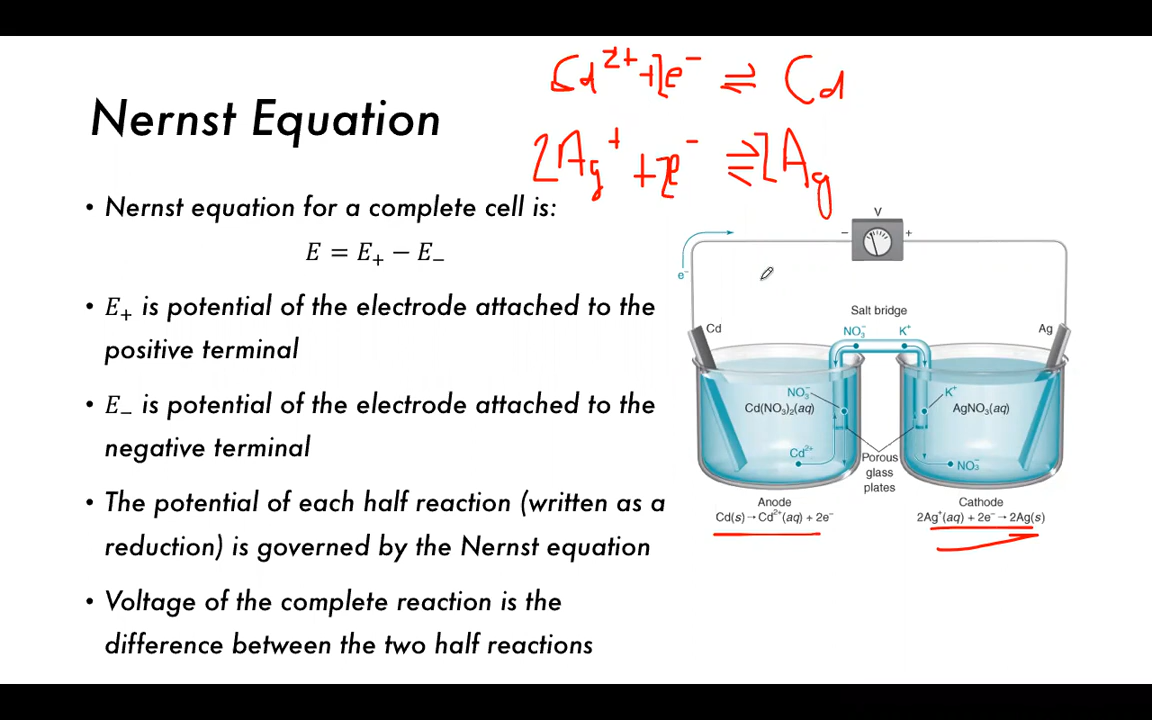 Cd²⁺+2e⁻ ⇌ Cd
Nernst Equation
2Ag⁺+2e⁻ ⇌ 2Ag
• Nernst equation for a complete cell is:
E = E₊ − E₋
• E₊ is potential of the electrode attached to the
positive terminal
• E₋ is potential of the electrode attached to the
negative terminal
• The potential of each half reaction (written as a
reduction) is governed by the Nernst equation
• Voltage of the complete reaction is the
difference between the two half reactions
V
− +
e⁻
Salt bridge
Cd NO₃⁻ K⁺ Ag
NO₃⁻ K⁺
Cd(NO₃)₂(aq) AgNO₃(aq)
Cd²⁺ Porous NO₃⁻
glass
plates
Anode Cathode
Cd(s)→Cd²⁺(aq) + 2e⁻ 2Ag⁺(aq) + 2e⁻→2Ag(s)